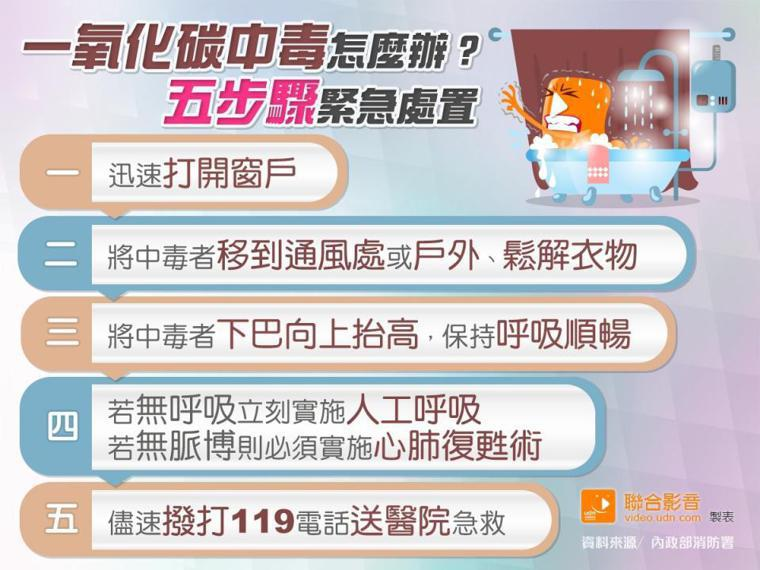 一氧化碳中毒怎麼辦？
五步驟緊急處置
一 迅速打開窗戶
二 將中毒者移到通風處或戶外、鬆解衣物
三 將中毒者下巴向上抬高，保持呼吸順暢
四 若無呼吸立刻實施人工呼吸
若無脈博則必須實施心肺復甦術
五 儘速撥打119電話送醫院急救
聯合影音
video.udn.com 製表
資料來源/ 內政部消防署